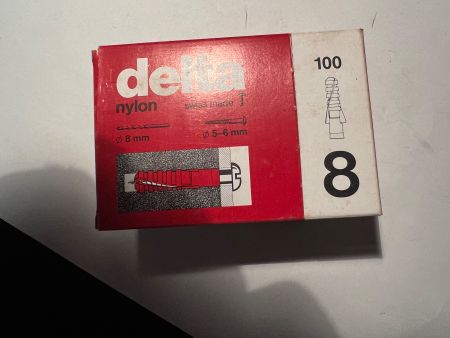 delta
100
nylon
swiss made
ø 8 mm
ø 5-6 mm
8